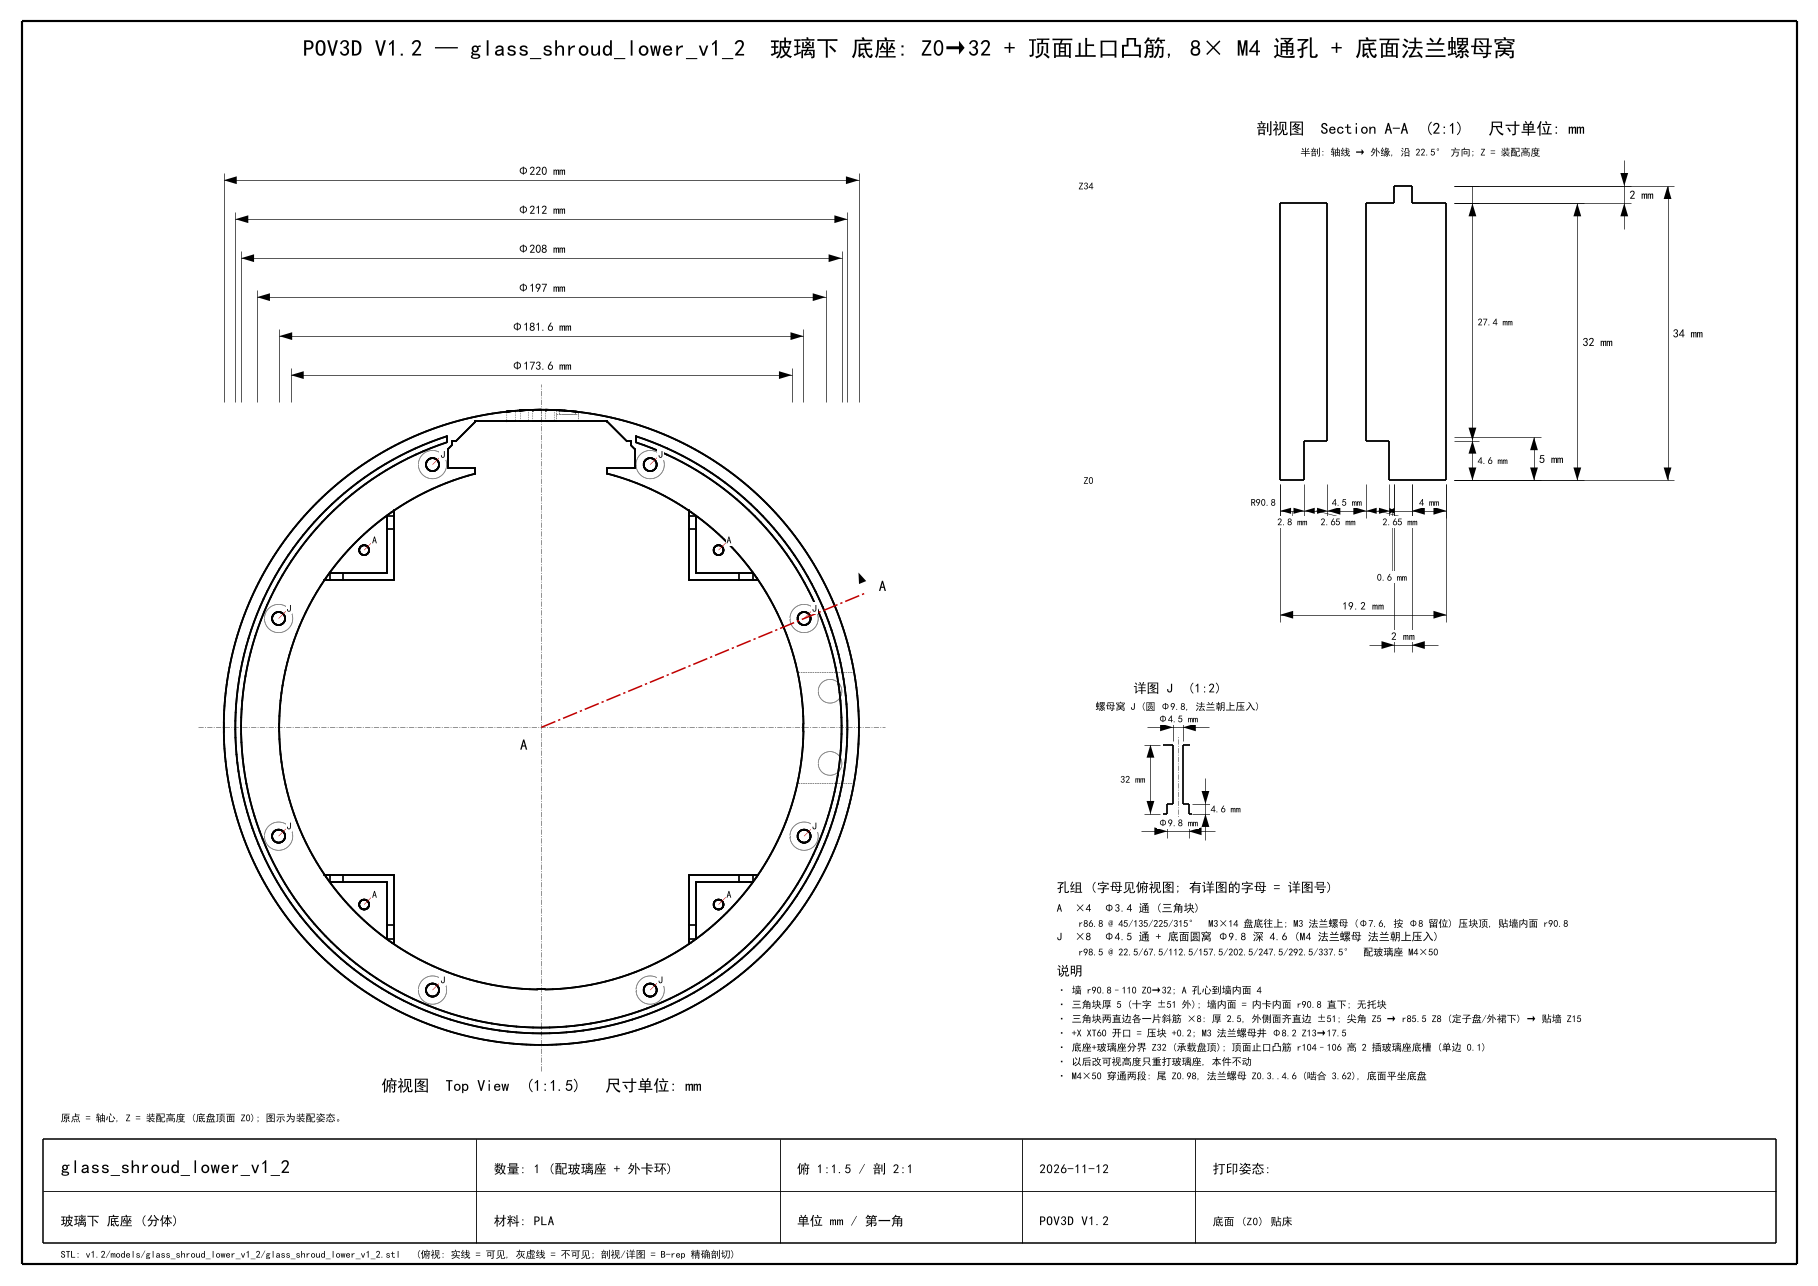 POV3D V1.2 — glass_shroud_lower_v1_2  玻璃下 底座: Z0→32 + 顶面止口凸筋, 8× M4 通孔 + 底面法兰螺母窝
剖视图  Section A-A  (2:1)   尺寸单位: mm
半剖: 轴线 → 外缘, 沿 22.5° 方向; Z = 装配高度
Φ220 mm
Φ212 mm
Φ208 mm
Φ197 mm
Φ181.6 mm
Φ173.6 mm
Z34
2 mm
27.4 mm
32 mm
34 mm
4.6 mm
5 mm
Z0
R90.8
4.5 mm
4 mm
2.8 mm
2.65 mm
2.65 mm
0.6 mm
19.2 mm
2 mm
J
J
A
A
A
J
J
A
J
J
A
A
J
J
详图 J  (1:2)
螺母窝 J (圆 Φ9.8, 法兰朝上压入)
Φ4.5 mm
32 mm
4.6 mm
Φ9.8 mm
孔组 (字母见俯视图; 有详图的字母 = 详图号)
A  ×4  Φ3.4 通 (三角块)
r86.8 @ 45/135/225/315°  M3×14 盘底往上; M3 法兰螺母 (Φ7.6, 按 Φ8 留位) 压块顶, 贴墙内面 r90.8
J  ×8  Φ4.5 通 + 底面圆窝 Φ9.8 深 4.6 (M4 法兰螺母 法兰朝上压入)
r98.5 @ 22.5/67.5/112.5/157.5/202.5/247.5/292.5/337.5°  配玻璃座 M4×50
说明
· 墙 r90.8–110 Z0→32; A 孔心到墙内面 4
· 三角块厚 5 (十字 ±51 外); 墙内面 = 内卡内面 r90.8 直下; 无托块
· 三角块两直边各一片斜筋 ×8: 厚 2.5, 外侧面齐直边 ±51; 尖角 Z5 → r85.5 Z8 (定子盘/外裙下) → 贴墙 Z15
· +X XT60 开口 = 压块 +0.2; M3 法兰螺母井 Φ8.2 Z13→17.5
· 底座+玻璃座分界 Z32 (承载盘顶); 顶面止口凸筋 r104–106 高 2 插玻璃座底槽 (单边 0.1)
· 以后改可视高度只重打玻璃座, 本件不动
· M4×50 穿通两段: 尾 Z0.98, 法兰螺母 Z0.3..4.6 (啮合 3.62), 底面平坐底盘
俯视图  Top View  (1:1.5)   尺寸单位: mm
原点 = 轴心, Z = 装配高度 (底盘顶面 Z0); 图示为装配姿态。
glass_shroud_lower_v1_2
数量: 1 (配玻璃座 + 外卡环)
俯 1:1.5 / 剖 2:1
2026-11-12
打印姿态:
玻璃下 底座 (分体)
材料: PLA
单位 mm / 第一角
POV3D V1.2
底面 (Z0) 贴床
STL: v1.2/models/glass_shroud_lower_v1_2/glass_shroud_lower_v1_2.stl  (俯视: 实线 = 可见, 灰虚线 = 不可见; 剖视/详图 = B-rep 精确剖切)